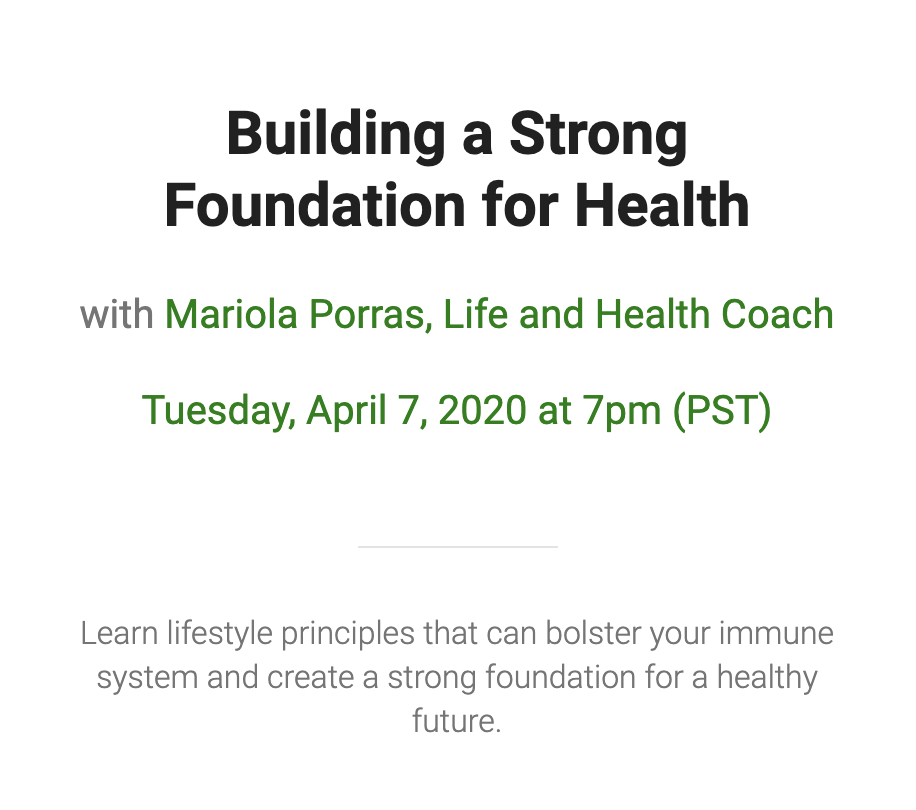 Building a Strong
Foundation for Health
with Mariola Porras, Life and Health Coach
Tuesday, April 7, 2020 at 7pm (PST)
Learn lifestyle principles that can bolster your immune
system and create a strong foundation for a healthy
future.